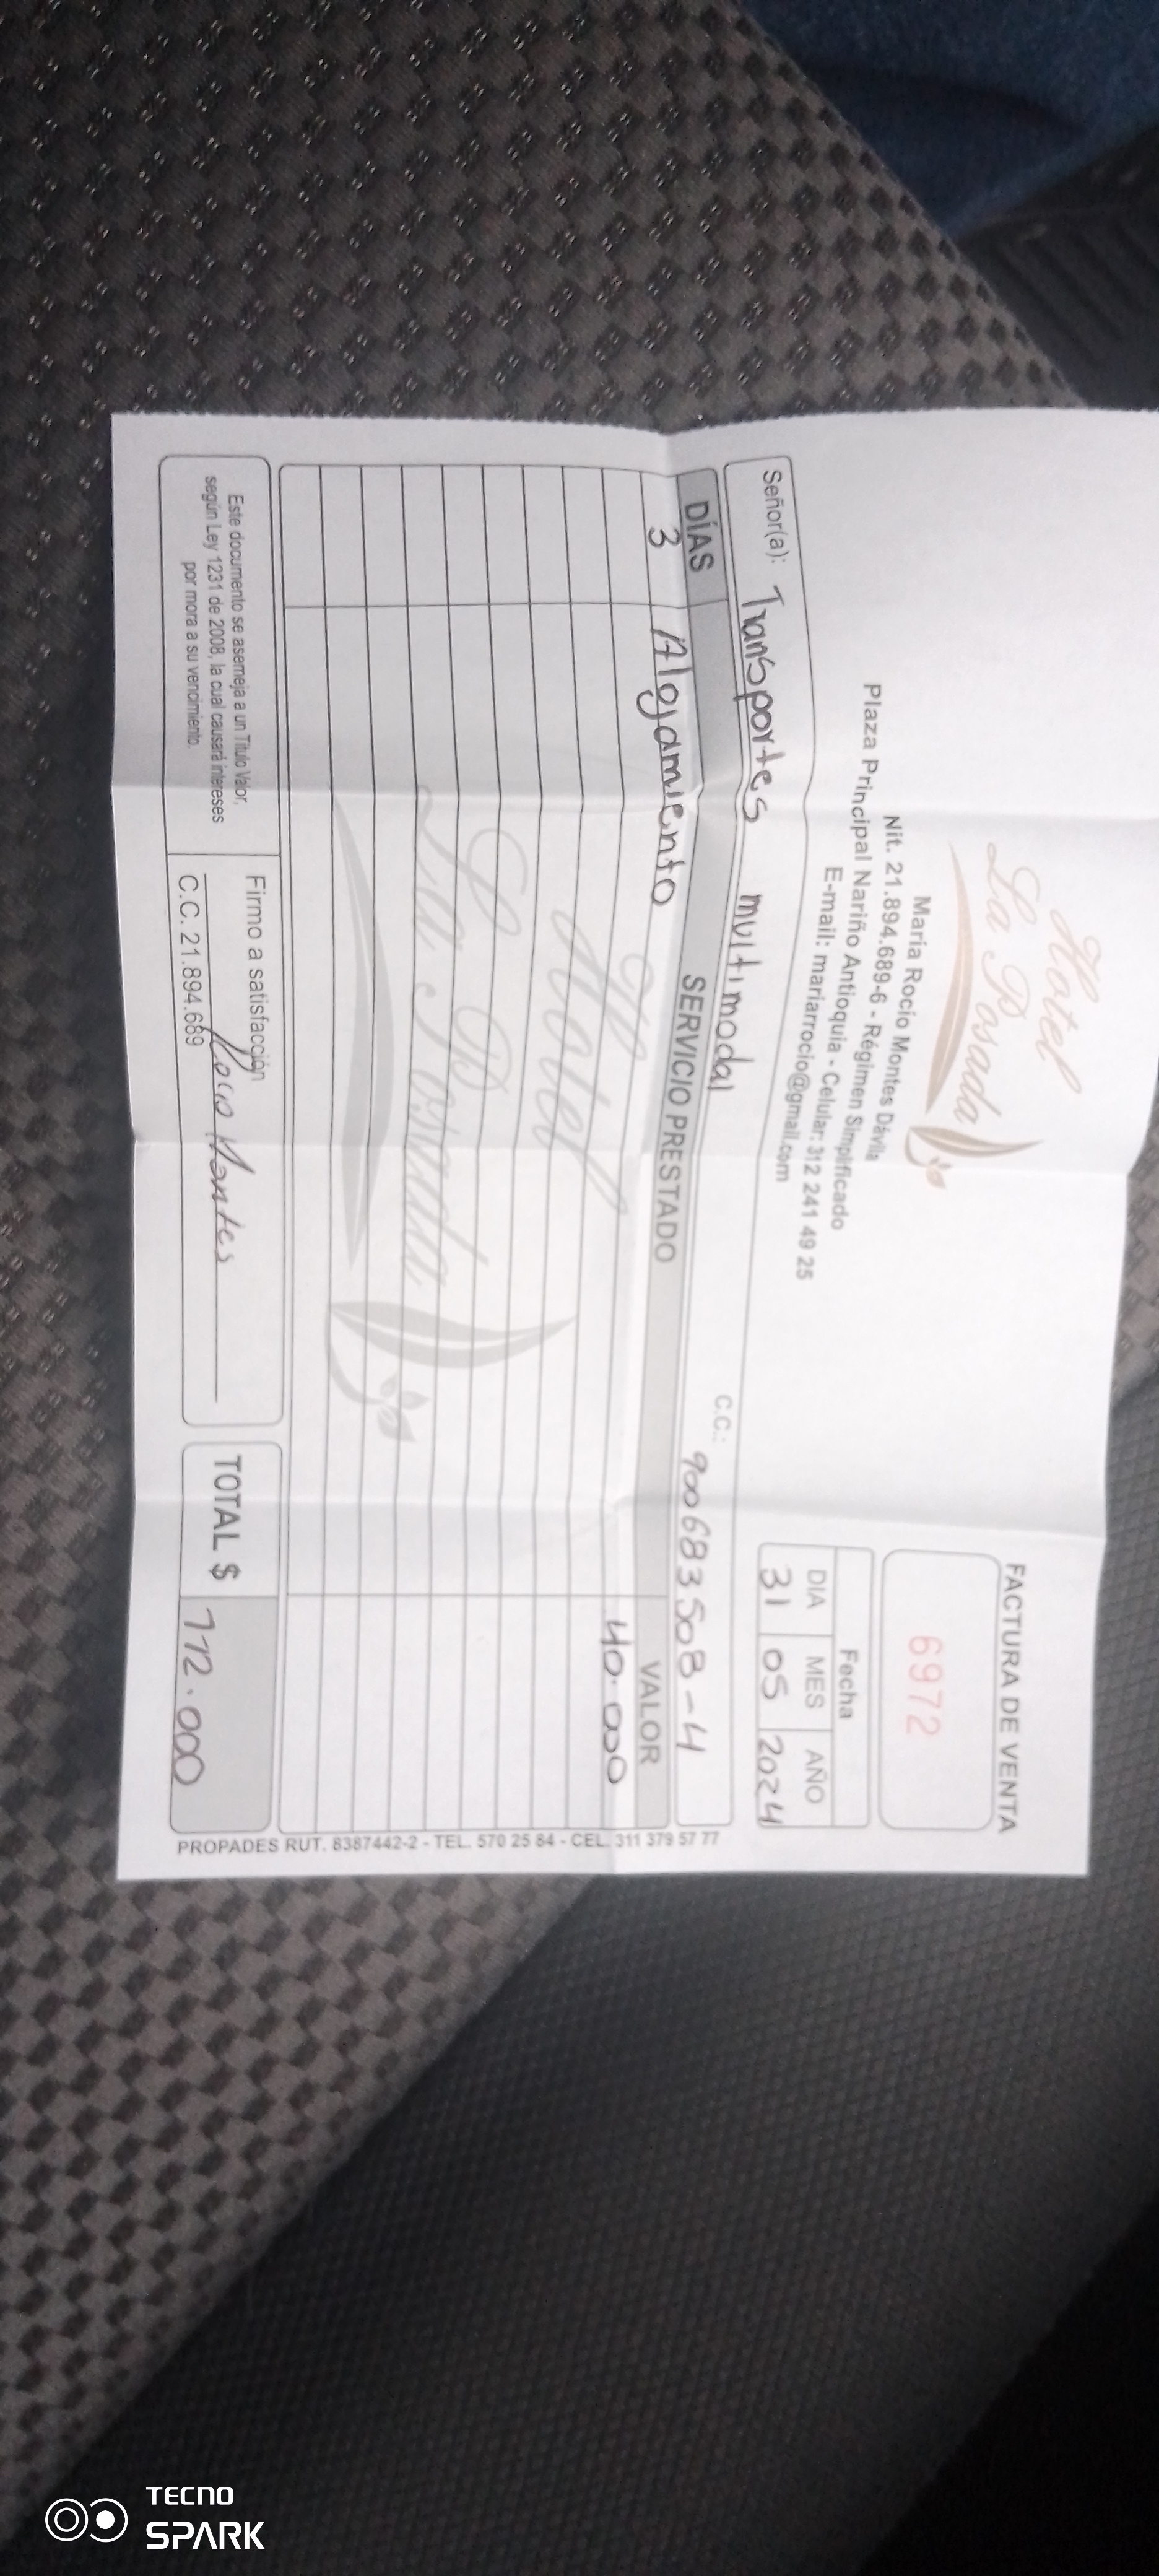 Hotel
La Posada
María Rocío Montes Dávila
Nit. 21.894.689-6 - Régimen Simplificado
Plaza Principal Nariño Antioquia - Celular: 312 241 49 25
E-mail: mariarrocio@gmail.com
FACTURA DE VENTA
6972
Fecha
DIA MES AÑO
31 05 2024
Señor(a): Transportes multimodal C.C.: 900683508-4
DÍAS SERVICIO PRESTADO VALOR
3 Alojamiento 40.000
Hotel
La Posada
Este documento se asemeja a un Título Valor,
según Ley 1231 de 2008, la cual causará intereses
por mora a su vencimiento.
Firmo a satisfacción
Rocio Montes
C.C. 21.894.689
TOTAL $ 112.000
PROPADES RUT. 8387442-2 - TEL. 570 25 84 - CEL. 311 379 57 77
TECNO
SPARK